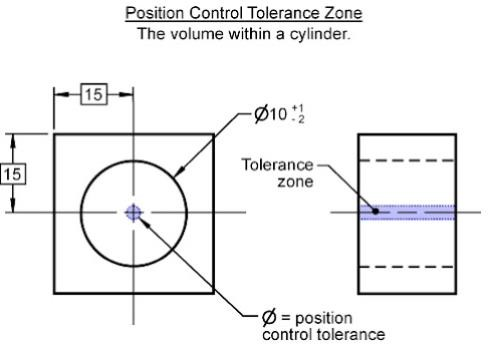 Position Control Tolerance Zone
The volume within a cylinder.
15
Ø10 +1 -2
15
Tolerance
zone
Ø = position
control tolerance